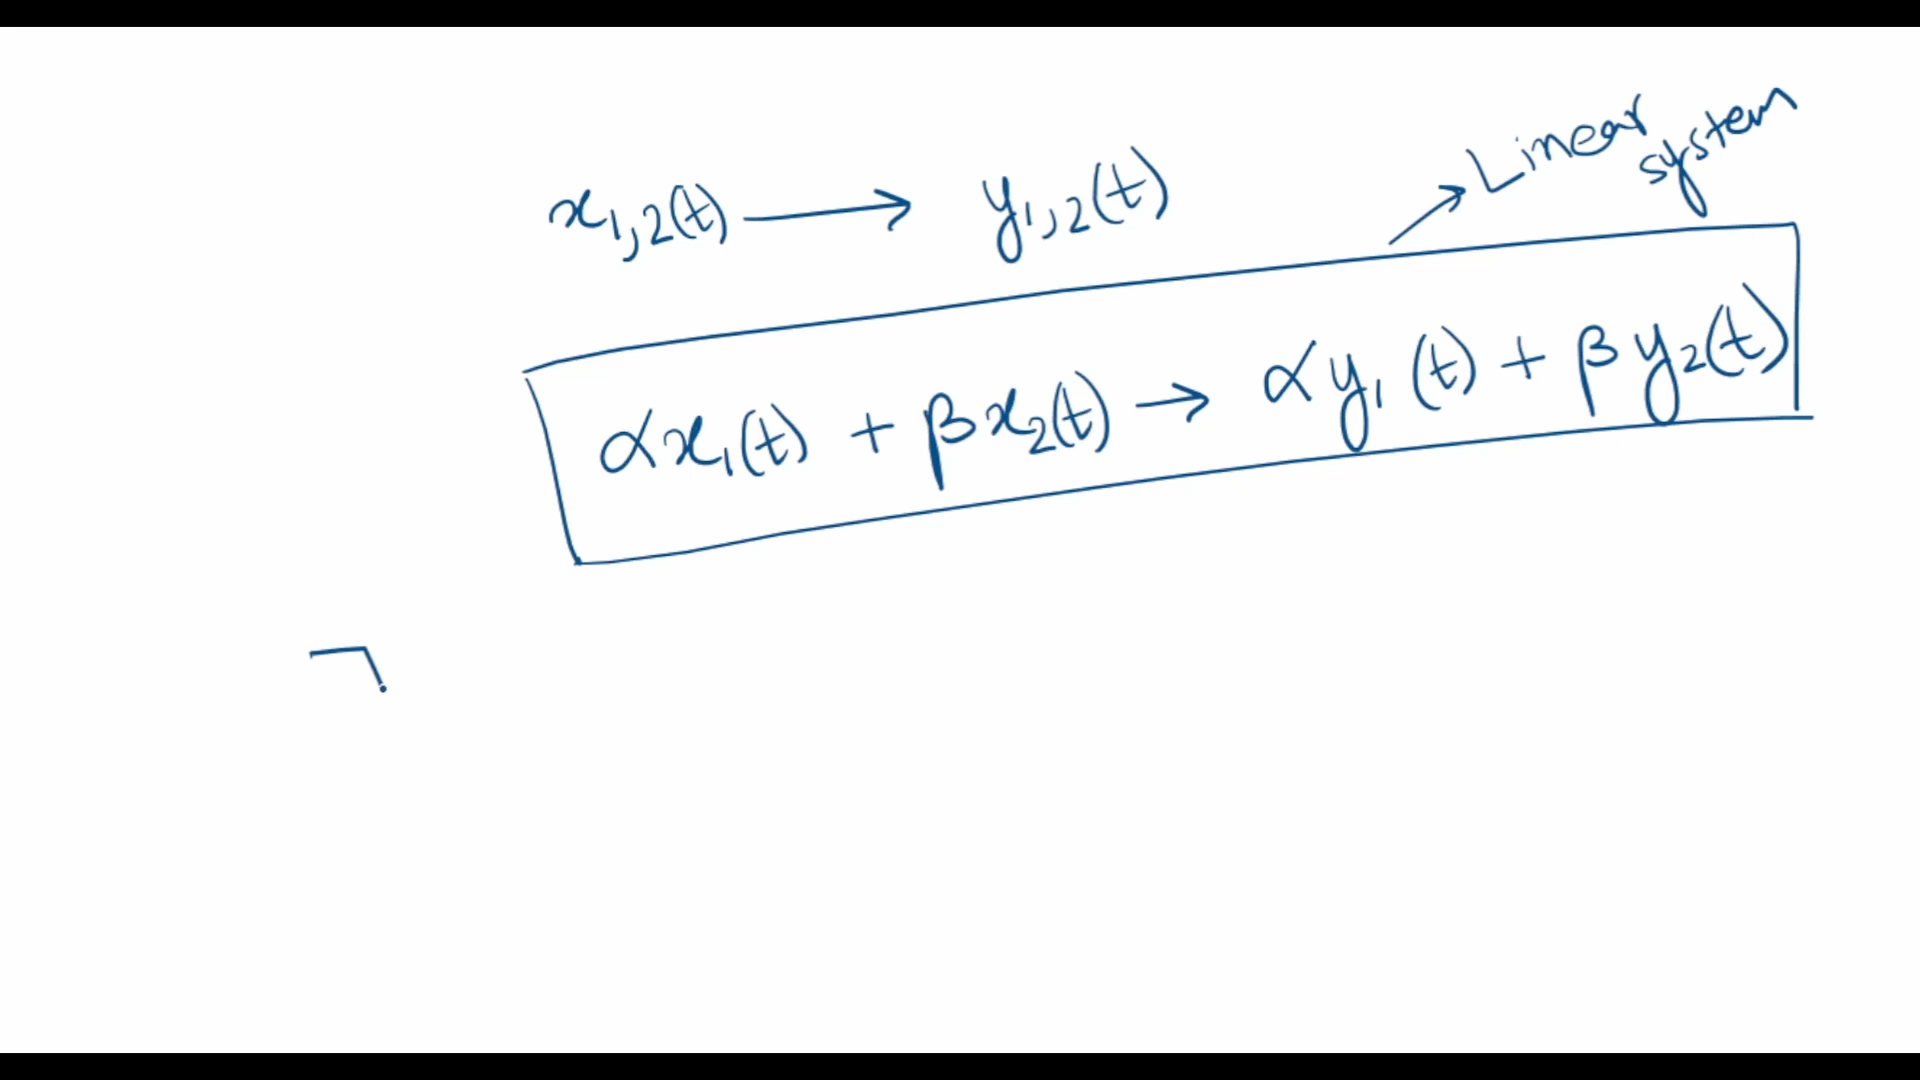 x₁,₂(t) → y₁,₂(t)
Linear
system
αx₁(t) + βx₂(t) → αy₁(t) + βy₂(t)